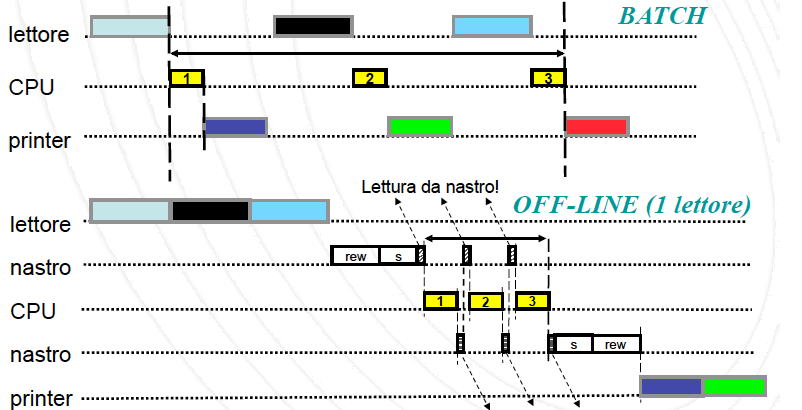 BATCH
lettore
CPU
1
2
3
printer
Lettura da nastro!
OFF-LINE (1 lettore)
lettore
nastro
rew
s
CPU
1
2
3
nastro
s
rew
printer